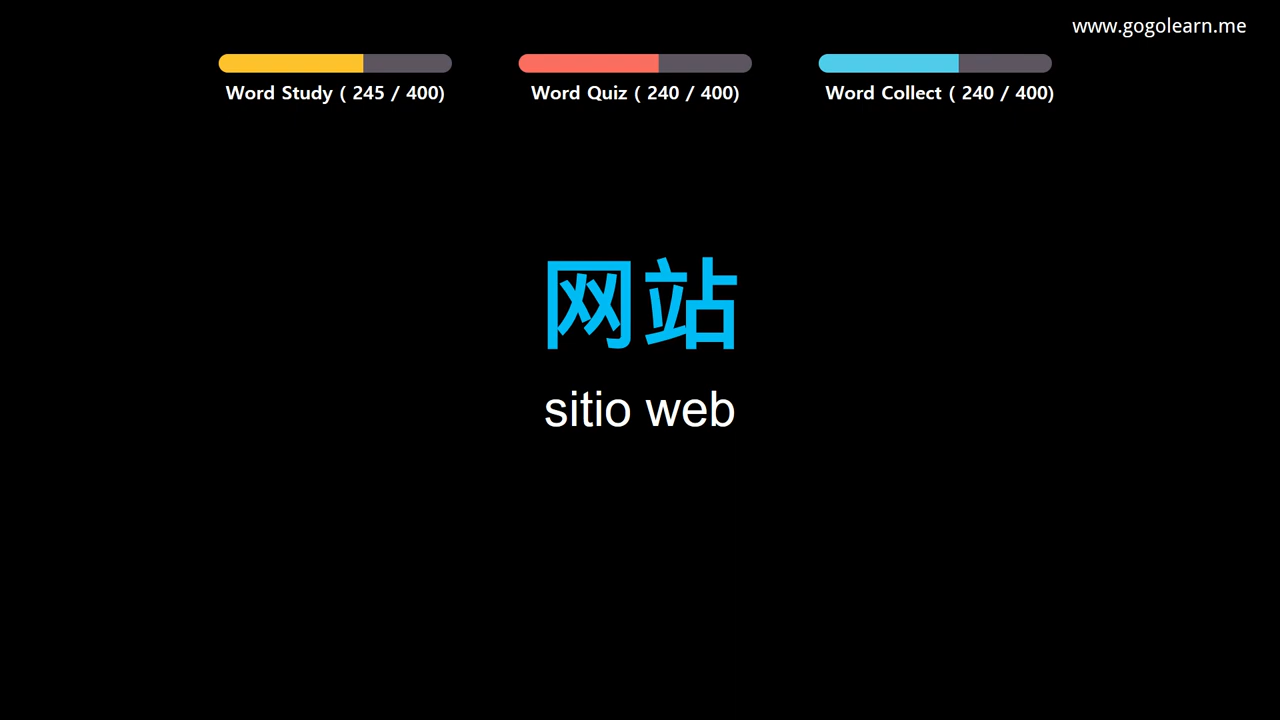 www.gogolearn.me
Word Study ( 245 / 400)
Word Quiz ( 240 / 400)
Word Collect ( 240 / 400)
网站
sitio web